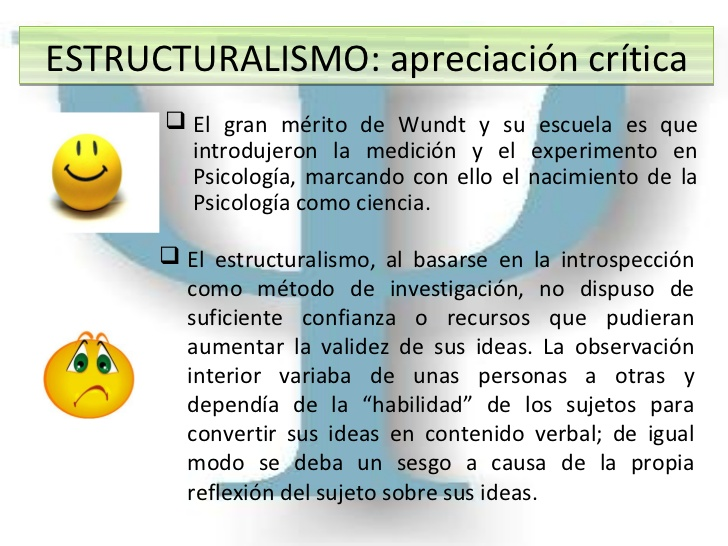 ESTRUCTURALISMO: apreciación crítica
El gran mérito de Wundt y su escuela es que
introdujeron la medición y el experimento en
Psicología, marcando con ello el nacimiento de la
Psicología como ciencia.
El estructuralismo, al basarse en la introspección
como método de investigación, no dispuso de
suficiente confianza o recursos que pudieran
aumentar la validez de sus ideas. La observación
interior variaba de unas personas a otras y
dependía de la “habilidad” de los sujetos para
convertir sus ideas en contenido verbal; de igual
modo se deba un sesgo a causa de la propia
reflexión del sujeto sobre sus ideas.